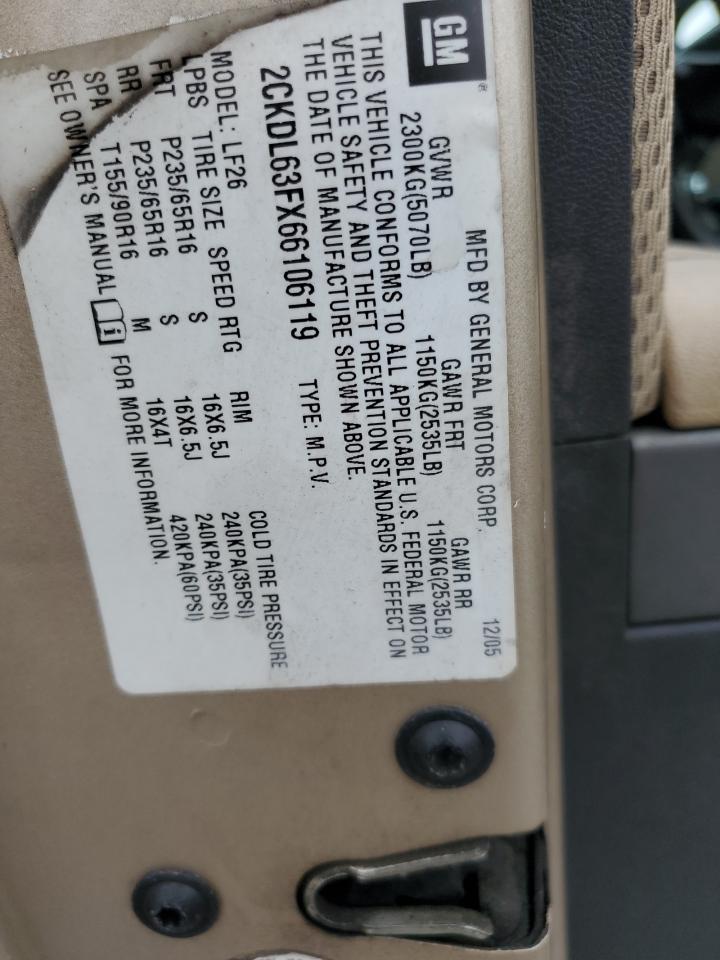 GM®
MFD BY GENERAL MOTORS CORP. 12/05
GVWR GAWR FRT GAWR RR
2300KG(5070LB) 1150KG(2535LB) 1150KG(2535LB)
THIS VEHICLE CONFORMS TO ALL APPLICABLE U.S. FEDERAL MOTOR
VEHICLE SAFETY AND THEFT PREVENTION STANDARDS IN EFFECT ON
THE DATE OF MANUFACTURE SHOWN ABOVE.
2CKDL63FX66106119 TYPE: M.P.V.
MODEL: LF26
LPBS TIRE SIZE SPEED RTG RIM COLD TIRE PRESSURE
FRT P235/65R16 S 16X6.5J 240KPA(35PSI)
RR P235/65R16 S 16X6.5J 240KPA(35PSI)
SPA T155/90R16 M 16X4T 420KPA(60PSI)
SEE OWNER'S MANUAL i FOR MORE INFORMATION.